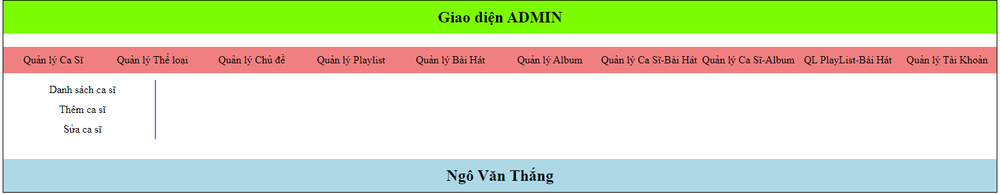 Giao diện ADMIN
Quản lý Ca Sĩ Quản lý Thể loại Quản lý Chủ đề Quản lý Playlist Quản lý Bài Hát Quản lý Album Quản lý Ca Sĩ-Bài Hát Quản lý Ca Sĩ-Album QL PlayList-Bài Hát Quản lý Tài Khoản
Danh sách ca sĩ
Thêm ca sĩ
Sửa ca sĩ
Ngô Văn Thắng